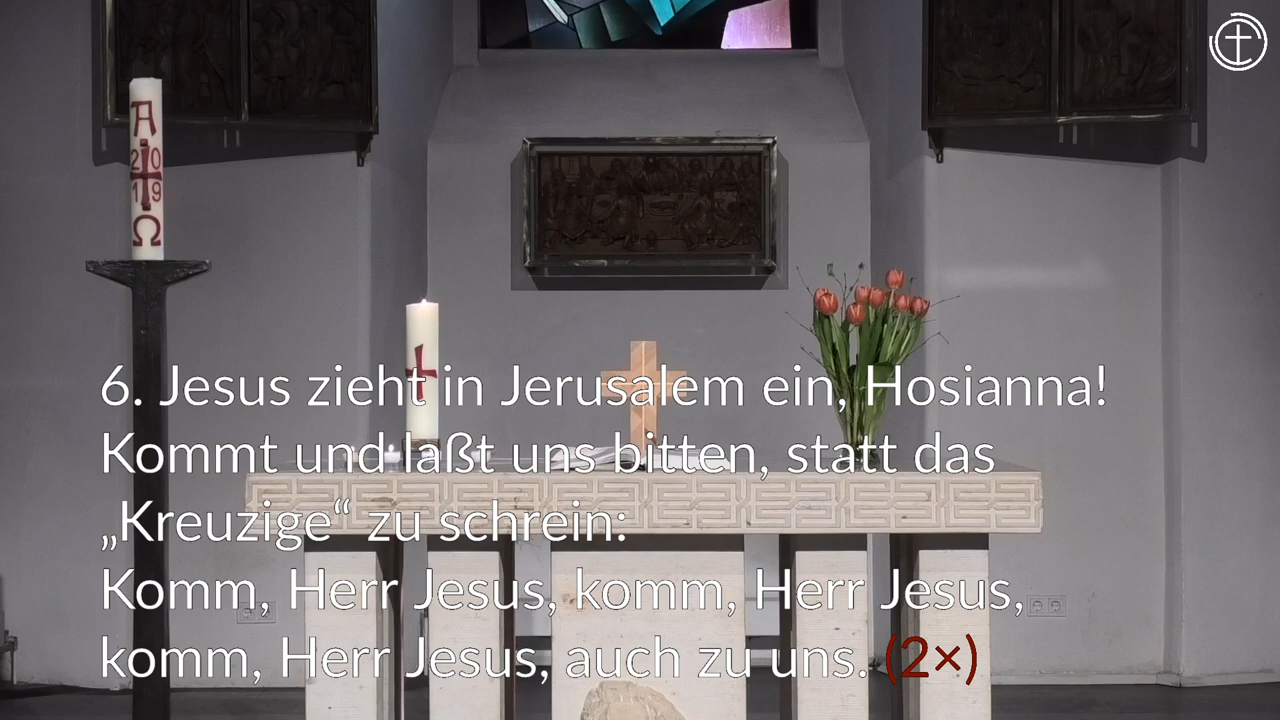 Α
20
19
Ω
6. Jesus zieht in Jerusalem ein, Hosianna!
Kommt und laßt uns bitten, statt das
„Kreuzige“ zu schrein:
Komm, Herr Jesus, komm, Herr Jesus,
komm, Herr Jesus, auch zu uns. (2×)